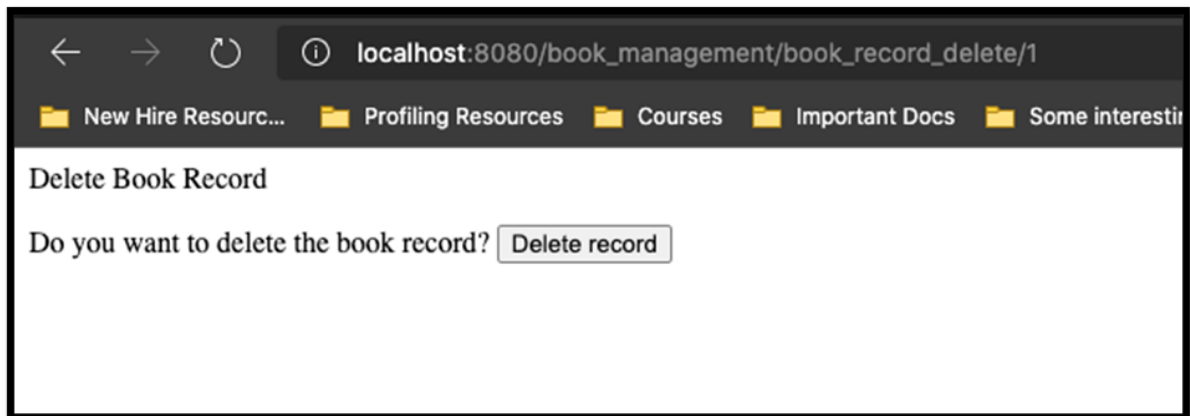 localhost:8080/book_management/book_record_delete/1
New Hire Resourc... Profiling Resources Courses Important Docs Some interestin
Delete Book Record
Do you want to delete the book record? Delete record